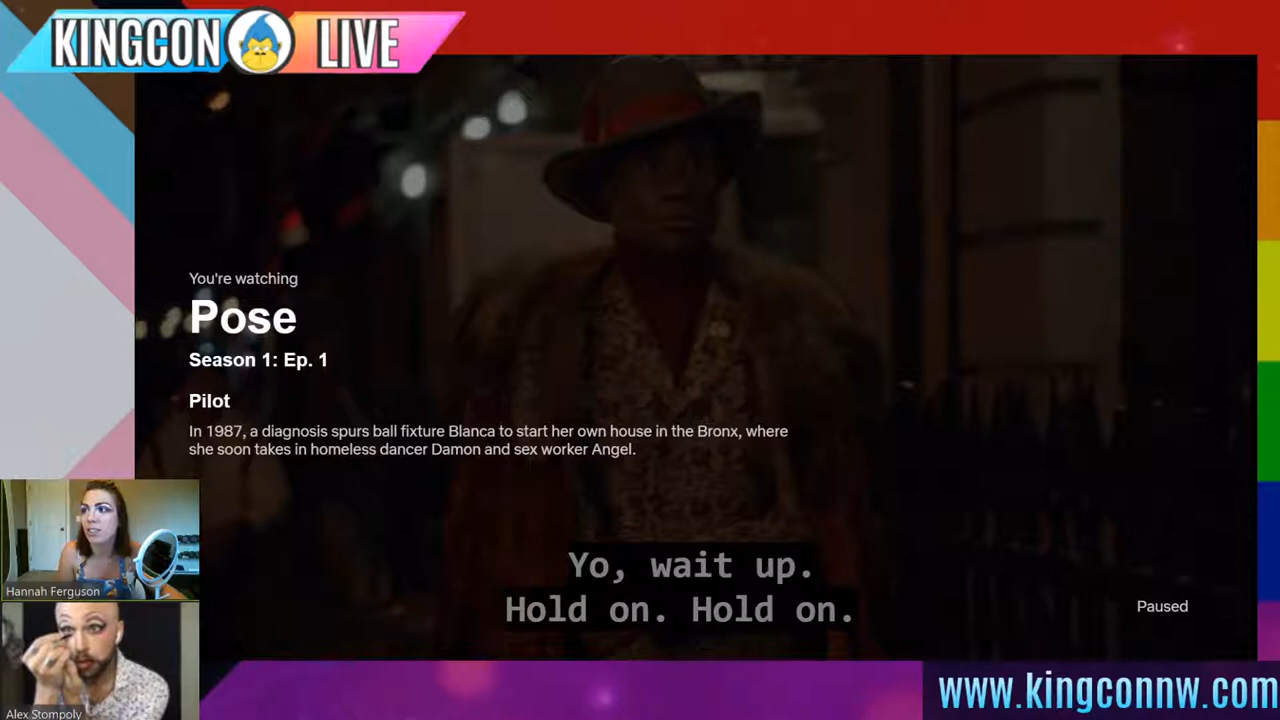 KINGCON LIVE
You're watching
Pose
Season 1: Ep. 1
Pilot
In 1987, a diagnosis spurs ball fixture Blanca to start her own house in the Bronx, where
she soon takes in homeless dancer Damon and sex worker Angel.
Yo, wait up.
Hold on. Hold on.
Paused
Hannah Ferguson
Alex Stompoly
www.kingconnw.com